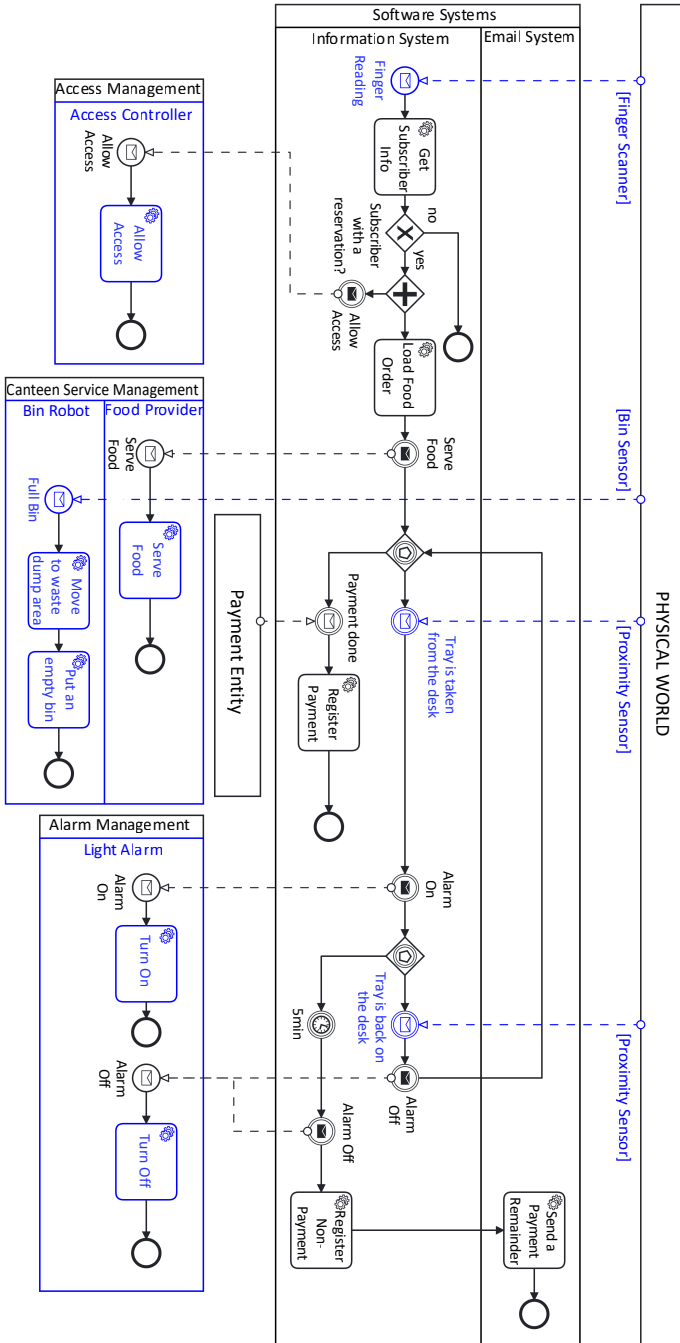 PHYSICAL WORLD
[Finger Scanner]
[Bin Sensor]
[Proximity Sensor]
[Proximity Sensor]
Software Systems
Email System
Information System
Finger
Reading
Get
Subscriber
Info
no
yes
Subscriber
with a
reservation?
Allow
Access
Load Food
Order
Serve
Food
Payment done
Tray is taken
from the desk
Register
Payment
Alarm
On
Tray is back on
the desk
5min
Alarm
Off
Alarm Off
Register
Non-
Payment
Send a
Payment
Remainder
Payment Entity
Access Management
Access Controller
Allow
Access
Allow
Access
Canteen Service Management
Food Provider
Serve
Food
Serve
Food
Bin Robot
Full Bin
Move
to waste
dump area
Put an
empty bin
Alarm Management
Light Alarm
Alarm
On
Turn On
Alarm
Off
Turn Off